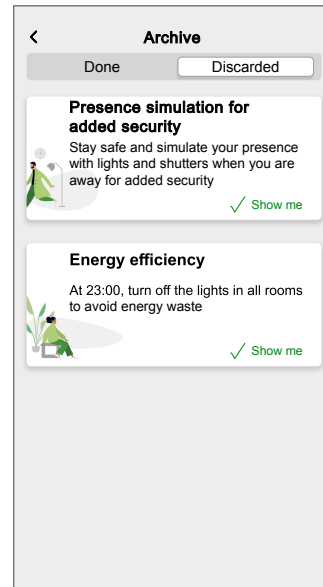 Archive
Done
Discarded
Presence simulation for
added security
Stay safe and simulate your presence
with lights and shutters when you are
away for added security
Show me
Energy efficiency
At 23:00, turn off the lights in all rooms
to avoid energy waste
Show me